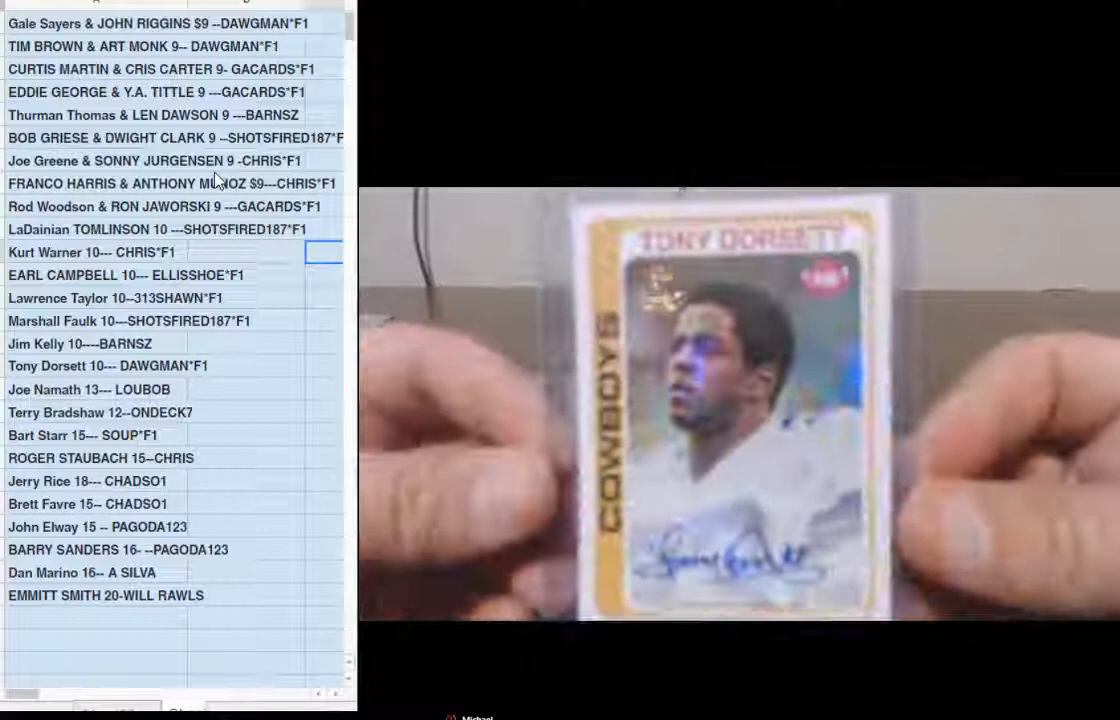 Gale Sayers & JOHN RIGGINS $9 --DAWGMAN*F1
TIM BROWN & ART MONK 9-- DAWGMAN*F1
CURTIS MARTIN & CRIS CARTER 9- GACARDS*F1
EDDIE GEORGE & Y.A. TITTLE 9 ---GACARDS*F1
Thurman Thomas & LEN DAWSON 9 ---BARNSZ
BOB GRIESE & DWIGHT CLARK 9 --SHOTSFIRED187*F
Joe Greene & SONNY JURGENSEN 9 -CHRIS*F1
FRANCO HARRIS & ANTHONY MUNOZ $9---CHRIS*F1
Rod Woodson & RON JAWORSKI 9 ---GACARDS*F1
LaDainian TOMLINSON 10 ---SHOTSFIRED187*F1
Kurt Warner 10--- CHRIS*F1
EARL CAMPBELL 10--- ELLISSHOE*F1
Lawrence Taylor 10--313SHAWN*F1
Marshall Faulk 10---SHOTSFIRED187*F1
Jim Kelly 10----BARNSZ
Tony Dorsett 10--- DAWGMAN*F1
Joe Namath 13--- LOUBOB
Terry Bradshaw 12--ONDECK7
Bart Starr 15--- SOUP*F1
ROGER STAUBACH 15--CHRIS
Jerry Rice 18--- CHADSO1
Brett Favre 15-- CHADSO1
John Elway 15 -- PAGODA123
BARRY SANDERS 16- --PAGODA123
Dan Marino 16-- A SILVA
EMMITT SMITH 20-WILL RAWLS
TONY DORSETT
COWBOYS
Michael